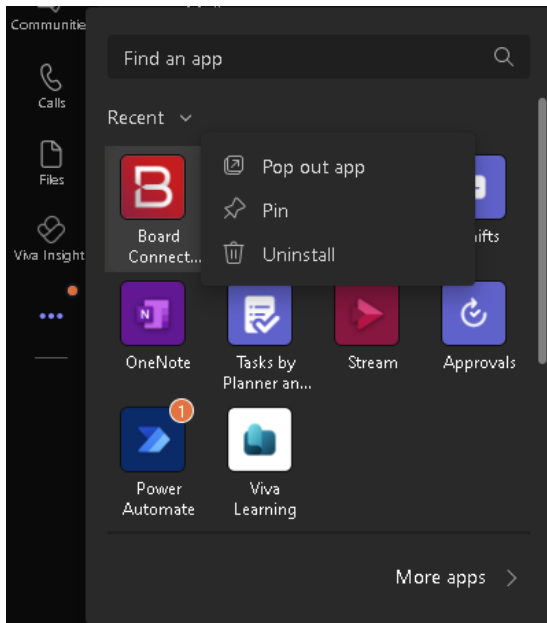 Communitie
Find an app
Calls
Recent
Pop out app
Files
Pin
B
Board
Connect...
ifts
Viva Insight
Uninstall
N
OneNote
Tasks by
Planner an...
Stream
Approvals
1
Power
Automate
Viva
Learning
More apps